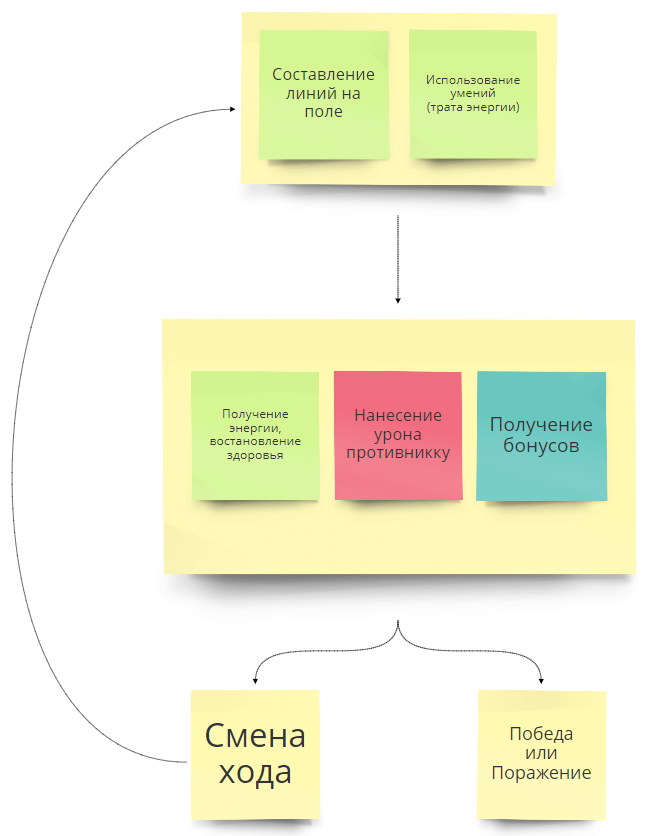 Составление
линий на
поле
Использование
умений
(трата энергии)
Получение
энергии,
востановление
здоровья
Нанесение
урона
противникку
Получение
бонусов
Смена
хода
Победа
или
Поражение